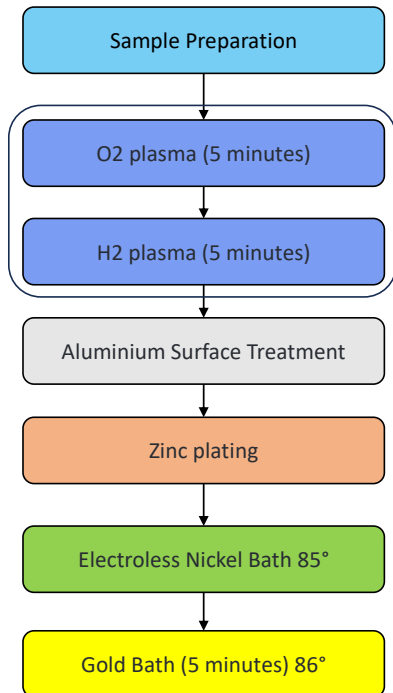 Sample Preparation
O2 plasma (5 minutes)
H2 plasma (5 minutes)
Aluminium Surface Treatment
Zinc plating
Electroless Nickel Bath 85°
Gold Bath (5 minutes) 86°